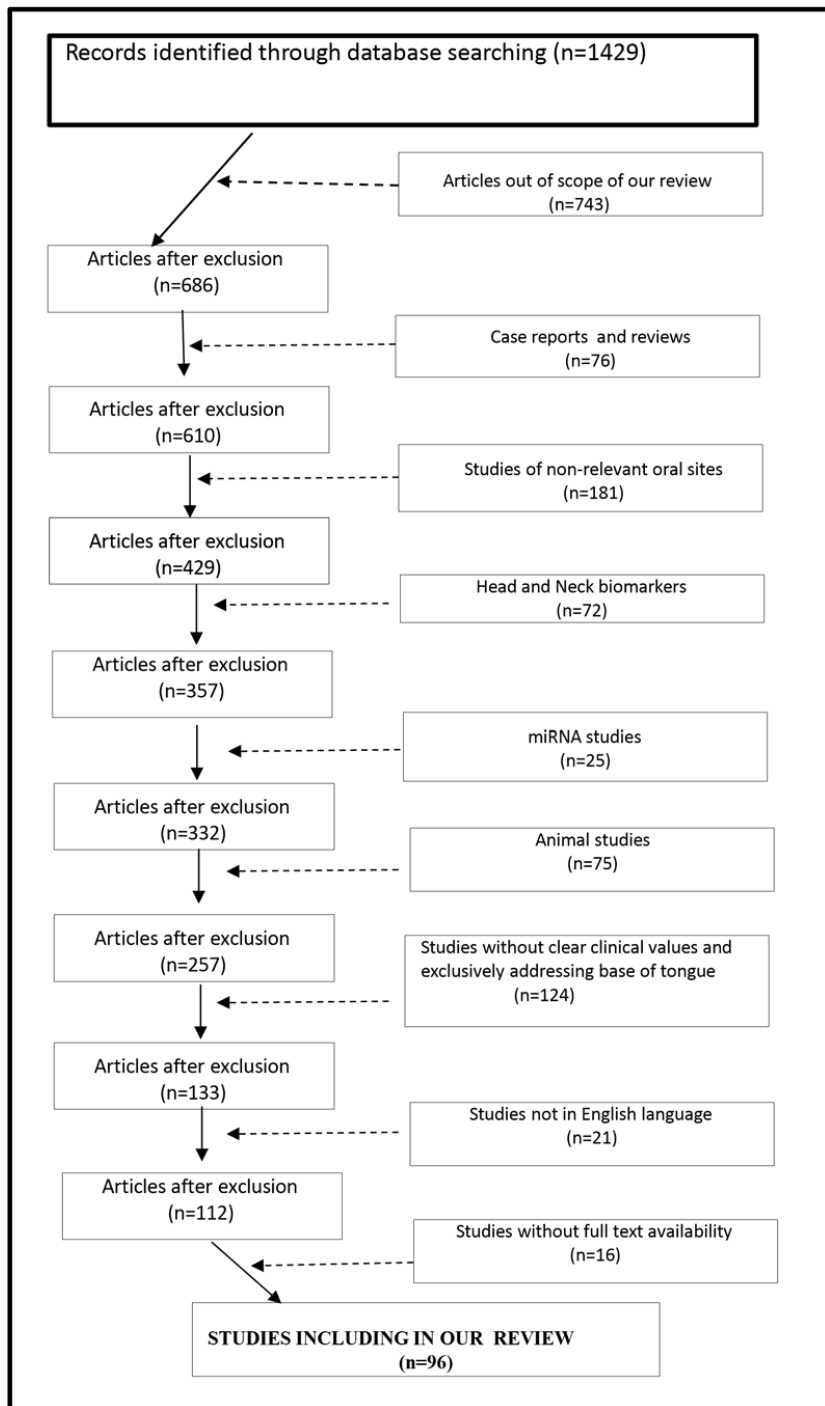 Records identified through database searching (n=1429)
Articles out of scope of our review
(n=743)
Articles after exclusion
(n=686)
Case reports and reviews
(n=76)
Articles after exclusion
(n=610)
Studies of non-relevant oral sites
(n=181)
Articles after exclusion
(n=429)
Head and Neck biomarkers
(n=72)
Articles after exclusion
(n=357)
miRNA studies
(n=25)
Articles after exclusion
(n=332)
Animal studies
(n=75)
Articles after exclusion
(n=257)
Studies without clear clinical values and
exclusively addressing base of tongue
(n=124)
Articles after exclusion
(n=133)
Studies not in English language
(n=21)
Articles after exclusion
(n=112)
Studies without full text availability
(n=16)
STUDIES INCLUDING IN OUR REVIEW
(n=96)